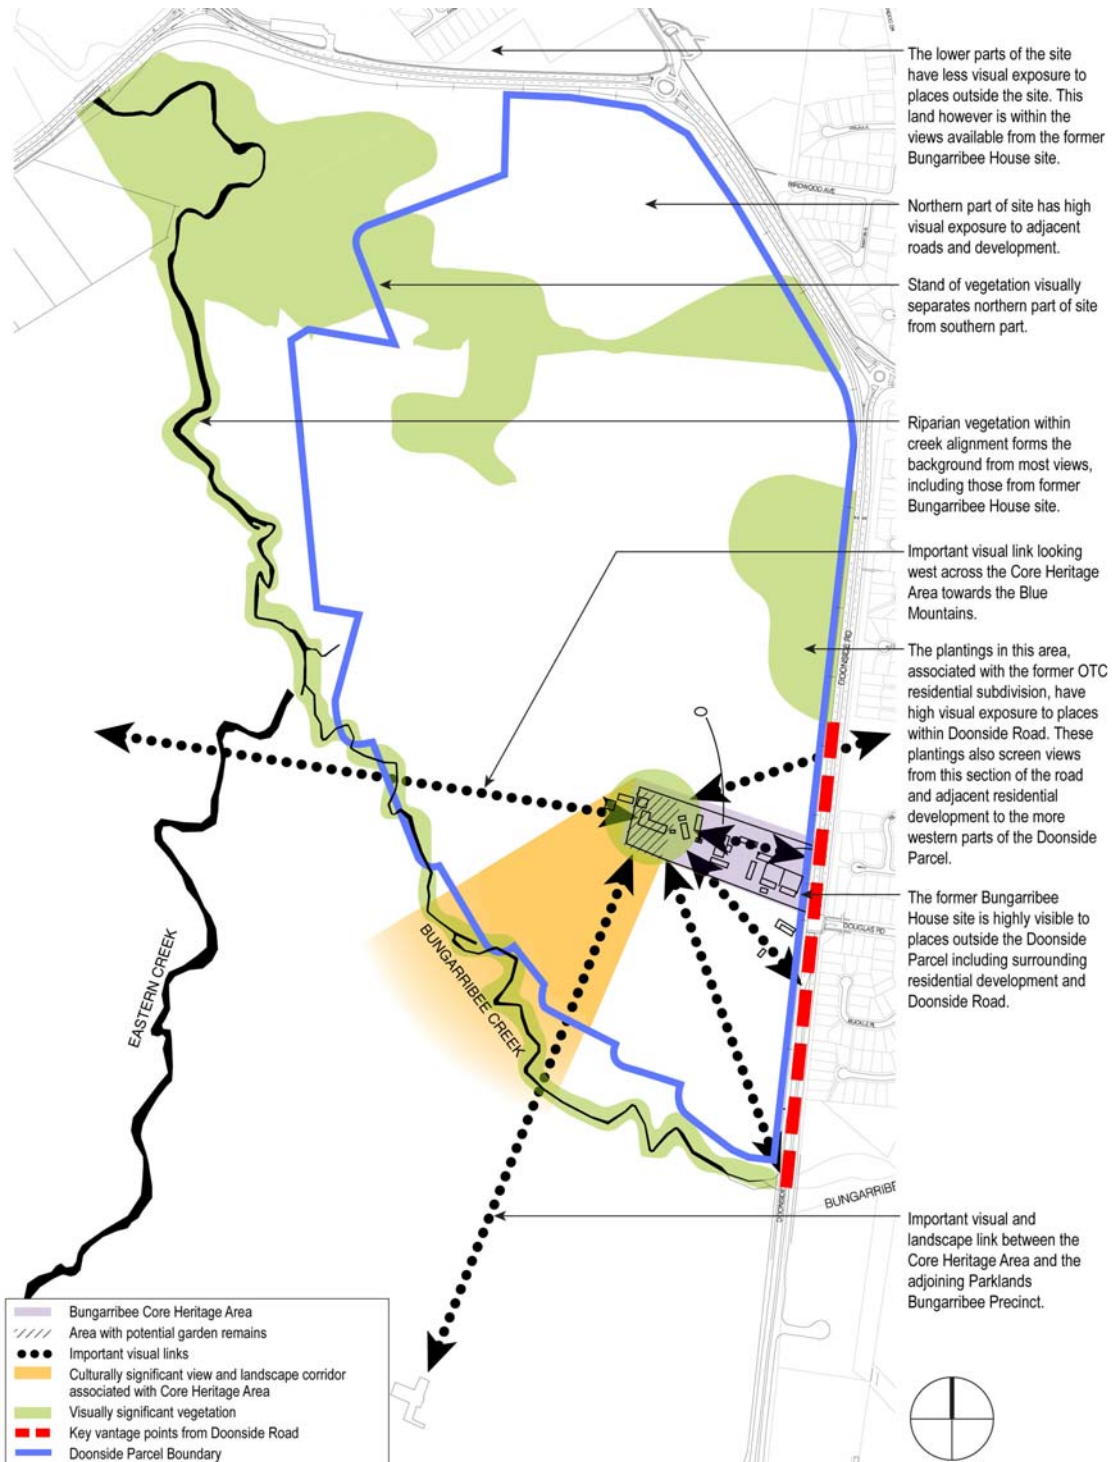 The lower parts of the site
have less visual exposure to
places outside the site. This
land however is within the
views available from the former
Bungarribee House site.
BIRDWOOD AVE
Northern part of site has high
visual exposure to adjacent
roads and development.
Stand of vegetation visually
separates northern part of site
from southern part.
Riparian vegetation within
creek alignment forms the
background from most views,
including those from former
Bungarribee House site.
Important visual link looking
west across the Core Heritage
Area towards the Blue
Mountains.
DOONSIDE RD
The plantings in this area,
associated with the former OTC
residential subdivision, have
high visual exposure to places
within Doonside Road. These
plantings also screen views
from this section of the road
and adjacent residential
development to the more
western parts of the Doonside
Parcel.
The former Bungarribee
House site is highly visible to
places outside the Doonside
Parcel including surrounding
residential development and
Doonside Road.
DOUGLAS RD
EASTERN CREEK
BUNGARRIBEE CREEK
DOONSIDE
BUNGARRIBE
Important visual and
landscape link between the
Core Heritage Area and the
adjoining Parklands
Bungarribee Precinct.
Bungarribee Core Heritage Area
Area with potential garden remains
Important visual links
Culturally significant view and landscape corridor
associated with Core Heritage Area
Visually significant vegetation
Key vantage points from Doonside Road
Doonside Parcel Boundary